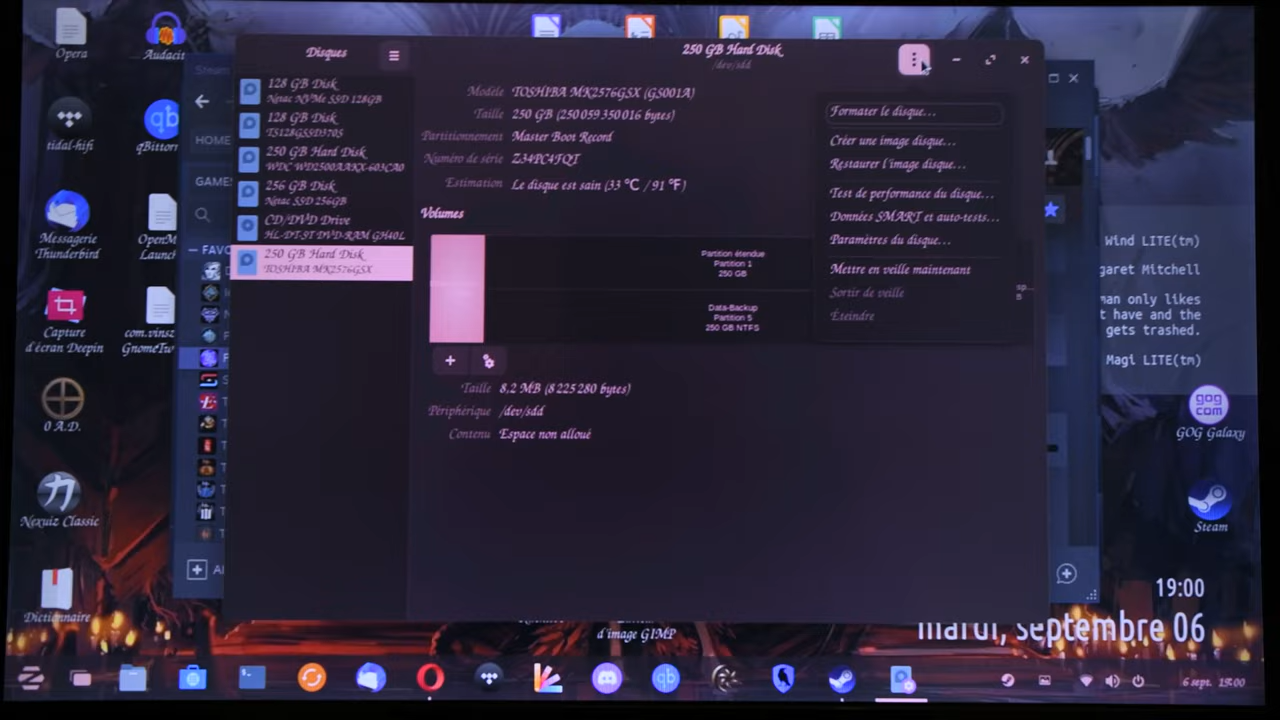 Opera
Audacit
tidal-hifi
qBittorr
Messagerie
Thunderbird
OpenM
Launch
Capture
d'écran Deepin
com.vinsz
GnomeTw
0 A.D.
Nexuiz Classic
Dictionnaire
Steam
HOME
GAMES
FAVO
Disques
128 GB Disk
Netac NVMe SSD 128GB
128 GB Disk
TS128GSSD370S
250 GB Hard Disk
WDC WD2500AAKX-603CA0
256 GB Disk
Netac SSD 256GB
CD/DVD Drive
HL-DT-ST DVD-RAM GH40L
250 GB Hard Disk
TOSHIBA MK2576GSX
250 GB Hard Disk
/dev/sdd
Modèle TOSHIBA MK2576GSX (GS001A)
Taille 250 GB (250 059 350 016 bytes)
Partitionnement Master Boot Record
Numéro de série Z34PC4FQT
Estimation Le disque est sain (33 °C / 91 °F)
Volumes
Partition étendue
Partition 1
250 GB
Data-Backup
Partition 5
250 GB NTFS
Taille 8,2 MB (8 225 280 bytes)
Périphérique /dev/sdd
Contenu Espace non alloué
Formater le disque…
Créer une image disque…
Restaurer l'image disque…
Test de performance du disque…
Données SMART et auto-tests…
Paramètres du disque…
Mettre en veille maintenant
Sortir de veille
Éteindre
Wind LITE(tm)
garet Mitchell
man only likes
t have and the
gets trashed.
Magi LITE(tm)
GOG
COM
GOG Galaxy
Steam
d'image GIMP
19:00
mardi, septembre 06
6 sept. 19:00